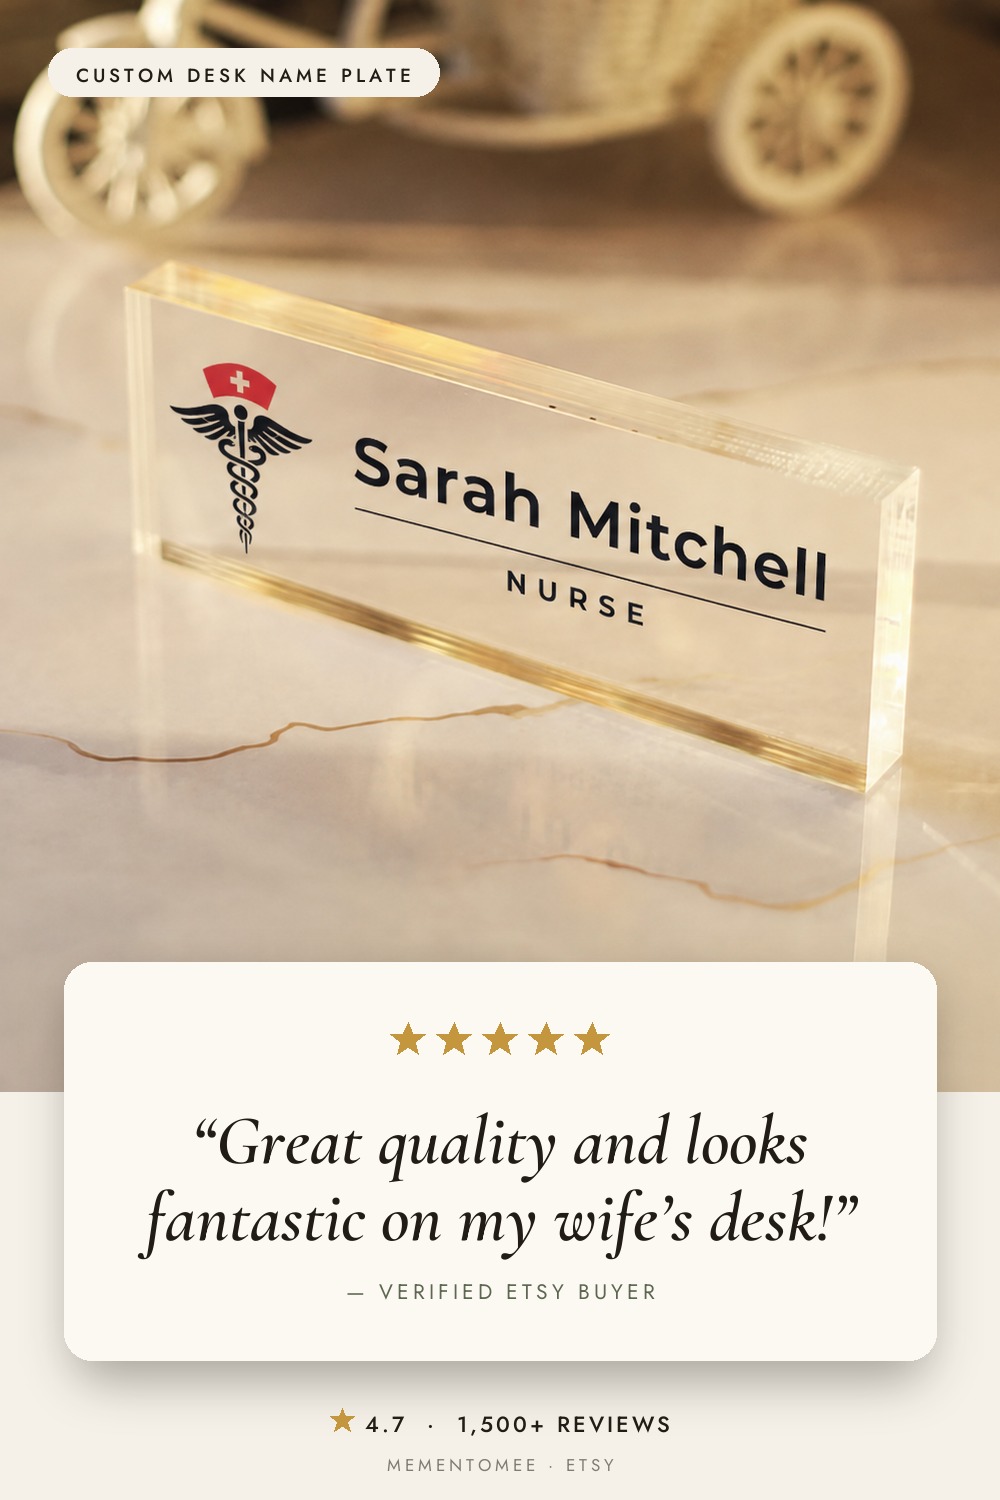 CUSTOM DESK NAME PLATE
Sarah Mitchell
NURSE
“Great quality and looks
fantastic on my wife’s desk!”
— VERIFIED ETSY BUYER
4.7 · 1,500+ REVIEWS
MEMENTOMEE · ETSY